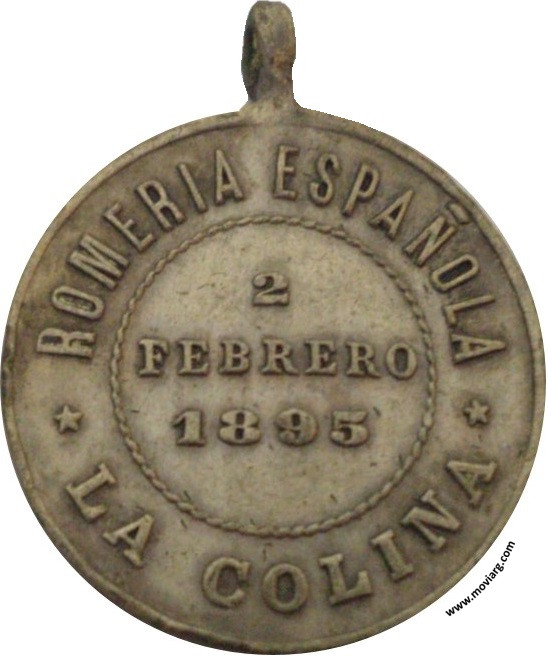 ROMERIA ESPAÑOLA
2
FEBRERO
1895
LA COLINA
www.moviarg.com